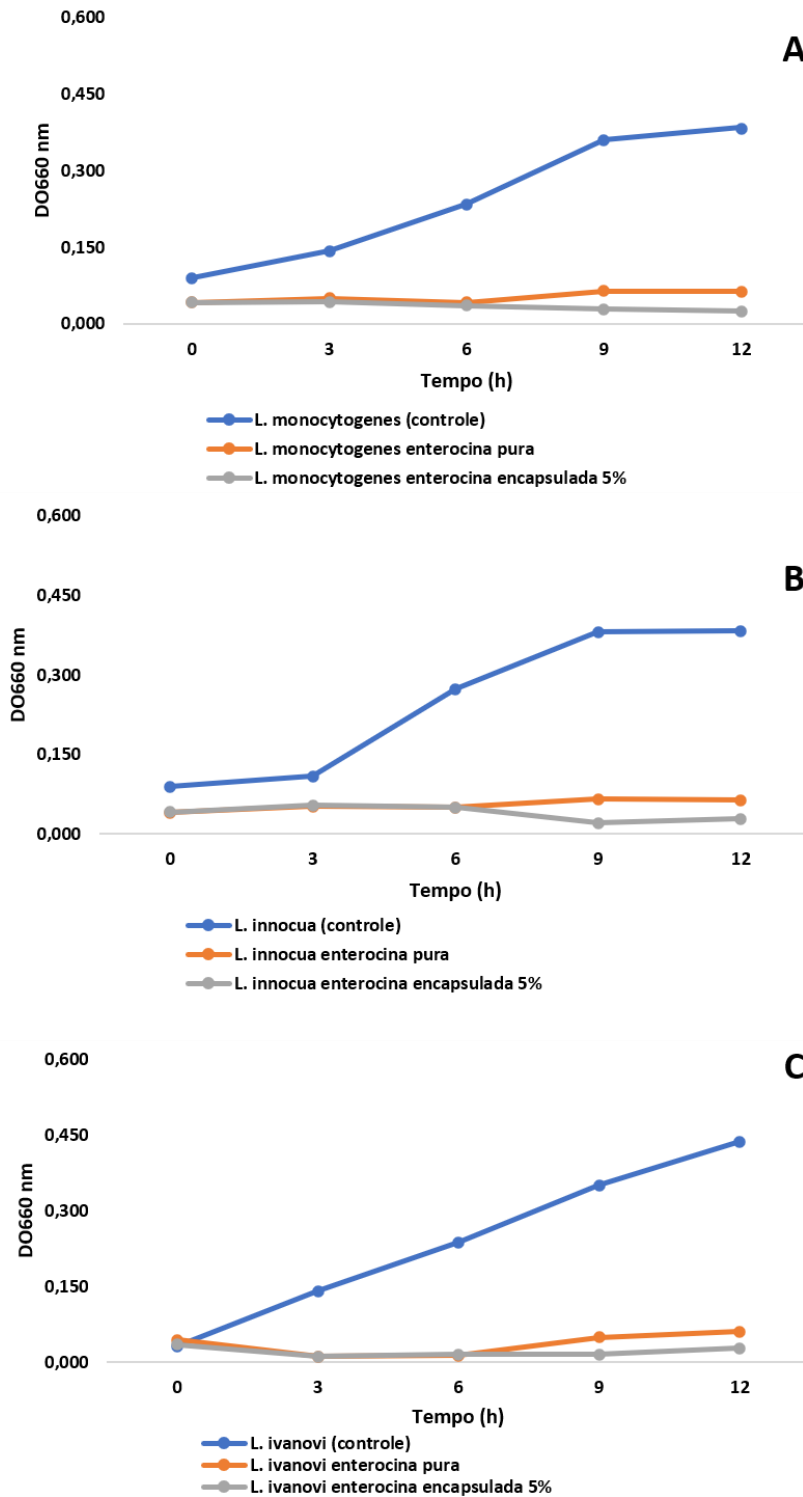 0,600
A
0,450
0,300
0,150
0,000
DO660 nm
0 3 6 9 12
Tempo (h)
L. monocytogenes (controle)
L. monocytogenes enterocina pura
L. monocytogenes enterocina encapsulada 5%
0,600
B
0,450
0,300
0,150
0,000
DO660 nm
0 3 6 9 12
Tempo (h)
L. innocua (controle)
L. innocua enterocina pura
L. innocua enterocina encapsulada 5%
0,600
C
0,450
0,300
0,150
0,000
DO660 nm
0 3 6 9 12
Tempo (h)
L. ivanovi (controle)
L. ivanovi enterocina pura
L. ivanovi enterocina encapsulada 5%